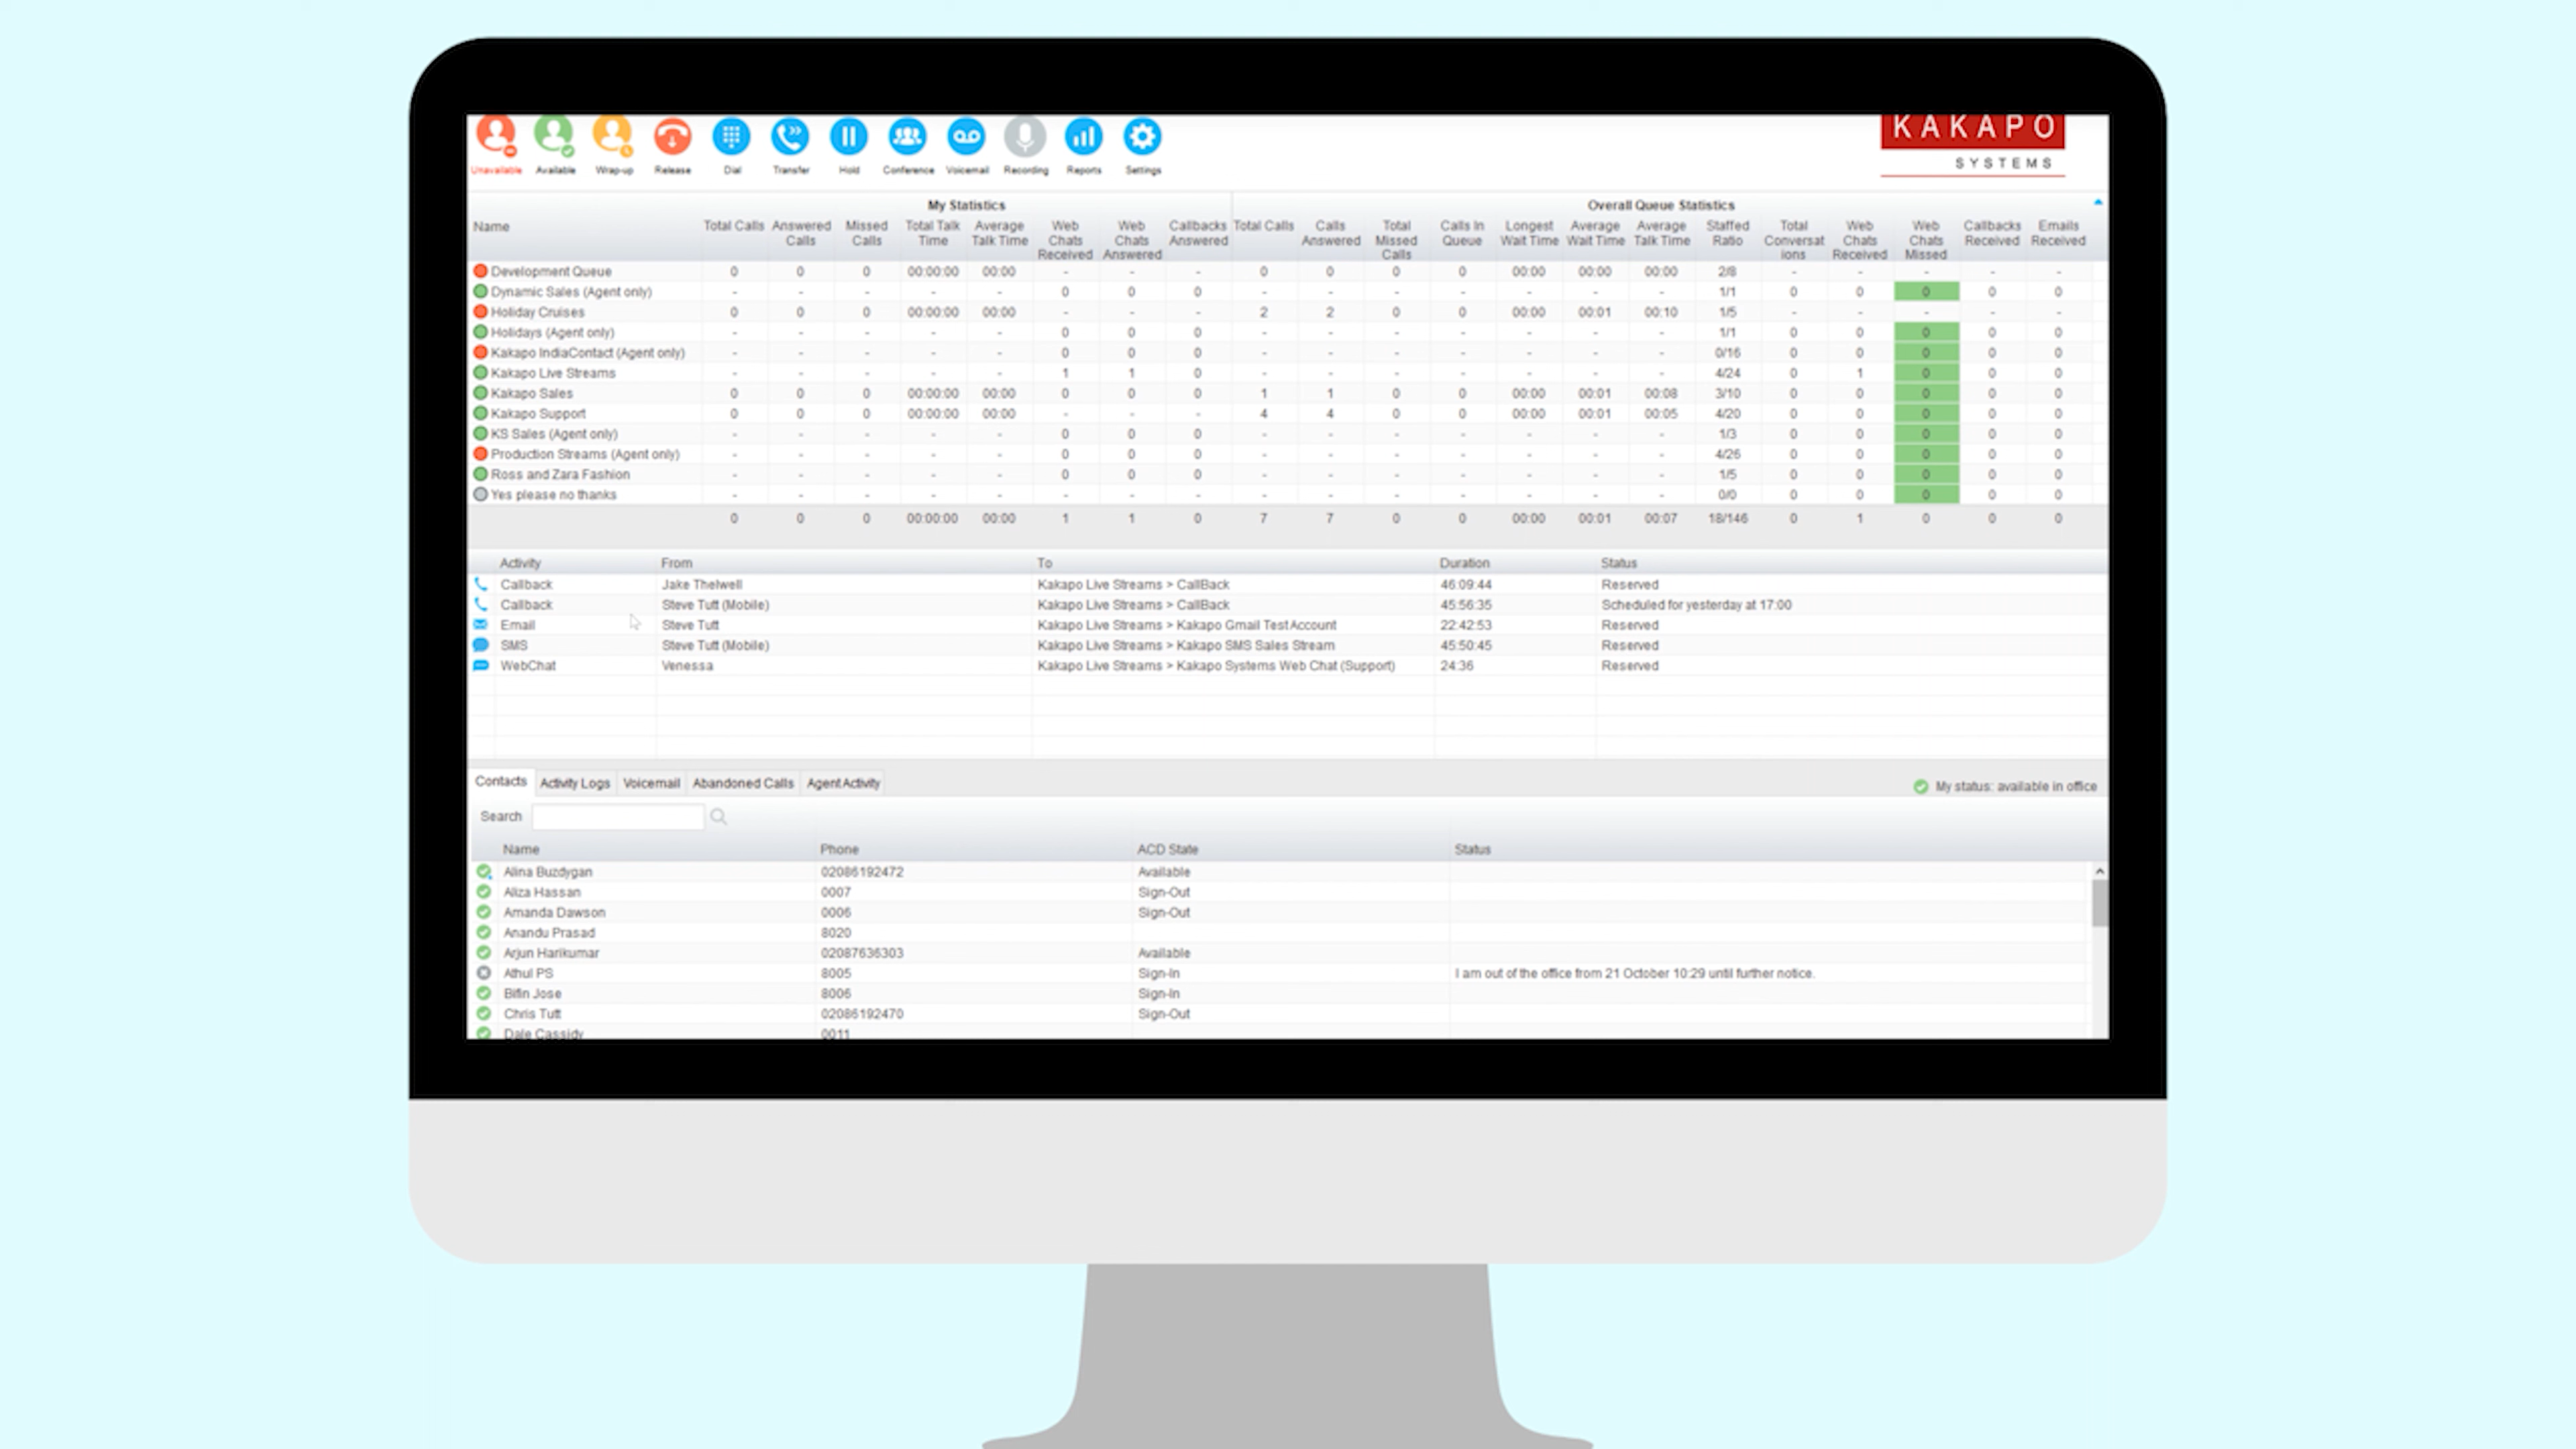 KAKAPO
SYSTEMS
Unavailable Available Wrap-up Release Dial Transfer Hold Conference Voicemail Recording Reports Settings
My Statistics Overall Queue Statistics
Name Total Calls Answered Calls Missed Calls Total Talk Time Average Talk Time Web Chats Received Web Chats Answered Callbacks Answered Total Calls Calls Answered Total Missed Calls Calls In Queue Longest Wait Time Average Wait Time Average Talk Time Staffed Ratio Total Conversations Web Chats Received Web Chats Missed Callbacks Received Emails Received
Development Queue 0 0 0 00:00:00 00:00 - - - 0 0 0 0 00:00 00:00 00:00 2/8 - - - - -
Dynamic Sales (Agent only) - - - - - 0 0 0 - - - - - - - 1/1 0 0 0 0 0
Holiday Cruises 0 0 0 00:00:00 00:00 - - - 2 2 0 0 00:00 00:01 00:10 1/5 - - - - -
Holidays (Agent only) - - - - - 0 0 0 - - - - - - - 1/1 0 0 0 0 0
Kakapo IndiaContact (Agent only) - - - - - 0 0 0 - - - - - - - 0/16 0 0 0 0 0
Kakapo Live Streams - - - - - 1 1 0 - - - - - - - 4/24 0 1 0 0 0
Kakapo Sales 0 0 0 00:00:00 00:00 0 0 0 1 1 0 0 00:00 00:01 00:08 3/10 0 0 0 0 0
Kakapo Support 0 0 0 00:00:00 00:00 - - - 4 4 0 0 00:00 00:01 00:05 4/20 0 0 0 0 0
KS Sales (Agent only) - - - - - 0 0 0 - - - - - - - 1/3 0 0 0 0 0
Production Streams (Agent only) - - - - - 0 0 0 - - - - - - - 4/26 0 0 0 0 0
Ross and Zara Fashion - - - - - 0 0 0 - - - - - - - 1/5 0 0 0 0 0
Yes please no thanks - - - - - - - - - - - - - - - 0/0 0 0 0 0 0
0 0 0 00:00:00 00:00 1 1 0 7 7 0 0 00:00 00:01 00:07 18/146 0 1 0 0 0
Activity From To Duration Status
Callback Jake Thelwell Kakapo Live Streams > CallBack 46:09:44 Reserved
Callback Steve Tutt (Mobile) Kakapo Live Streams > CallBack 45:56:35 Scheduled for yesterday at 17:00
Email Steve Tutt Kakapo Live Streams > Kakapo Gmail Test Account 22:42:53 Reserved
SMS Steve Tutt (Mobile) Kakapo Live Streams > Kakapo SMS Sales Stream 45:50:45 Reserved
WebChat Venessa Kakapo Live Streams > Kakapo Systems Web Chat (Support) 24:36 Reserved
Contacts Activity Logs Voicemail Abandoned Calls Agent Activity My status: available in office
Search
Name Phone ACD State Status
Alina Buzdygan 02086192472 Available
Aliza Hassan 0007 Sign-Out
Amanda Dawson 0006 Sign-Out
Anandu Prasad 8020
Arjun Harikumar 02087636303 Available
Athul PS 8005 Sign-In I am out of the office from 21 October 10:29 until further notice.
Bifin Jose 8006 Sign-In
Chris Tutt 02086192470 Sign-Out
Dale Cassidy 0011